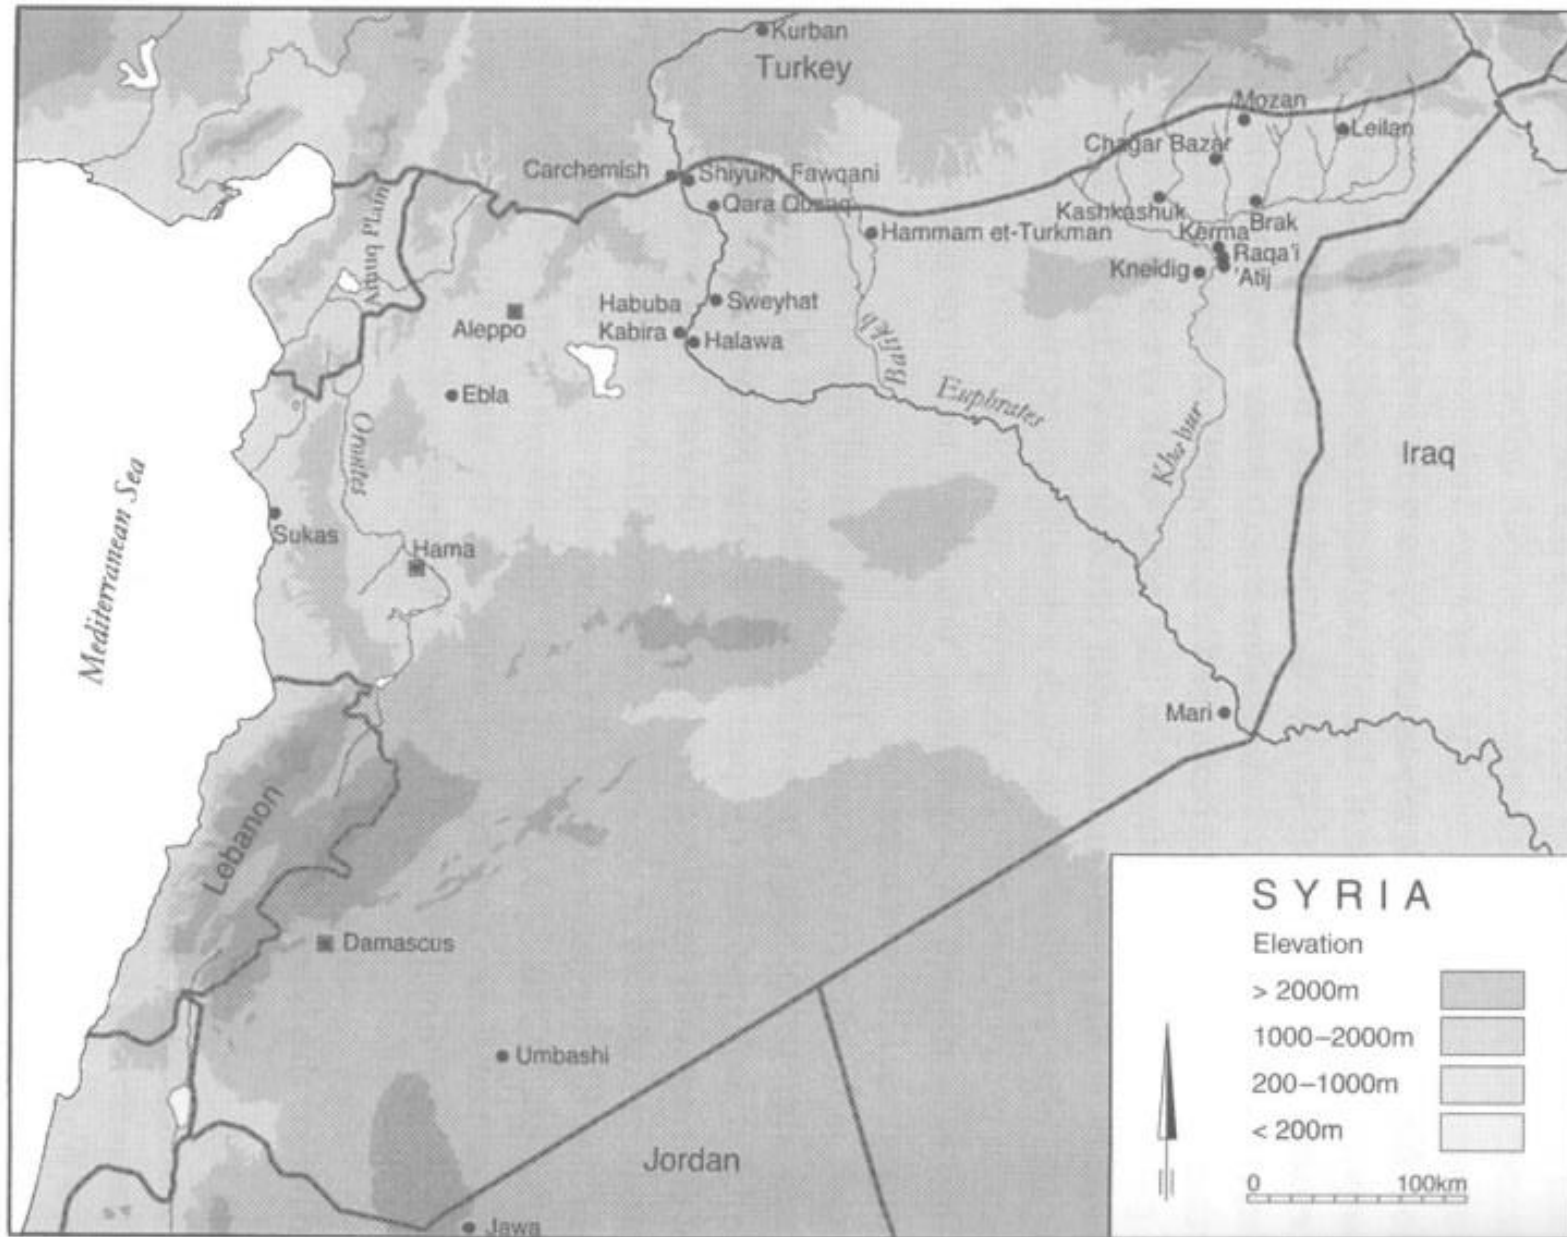 Kurban
Turkey
Mozan
Leilan
Chagar Bazar
Carchemish
Shiyukh Fawqani
Qara Quzaq
Kashkashuk
Brak
Hammam et-Turkman
Kerma
Raqa'i
'Atij
Kneidig
Amuq Plain
Habuba
Kabira
Sweyhat
Halawa
Aleppo
Balikh
Ebla
Euphrates
Khabur
Iraq
Orontes
Mediterranean Sea
Sukas
Hama
Mari
Lebanon
Damascus
Umbashi
Jordan
Jawa
SYRIA
Elevation
> 2000m
1000–2000m
200–1000m
< 200m
0 100km